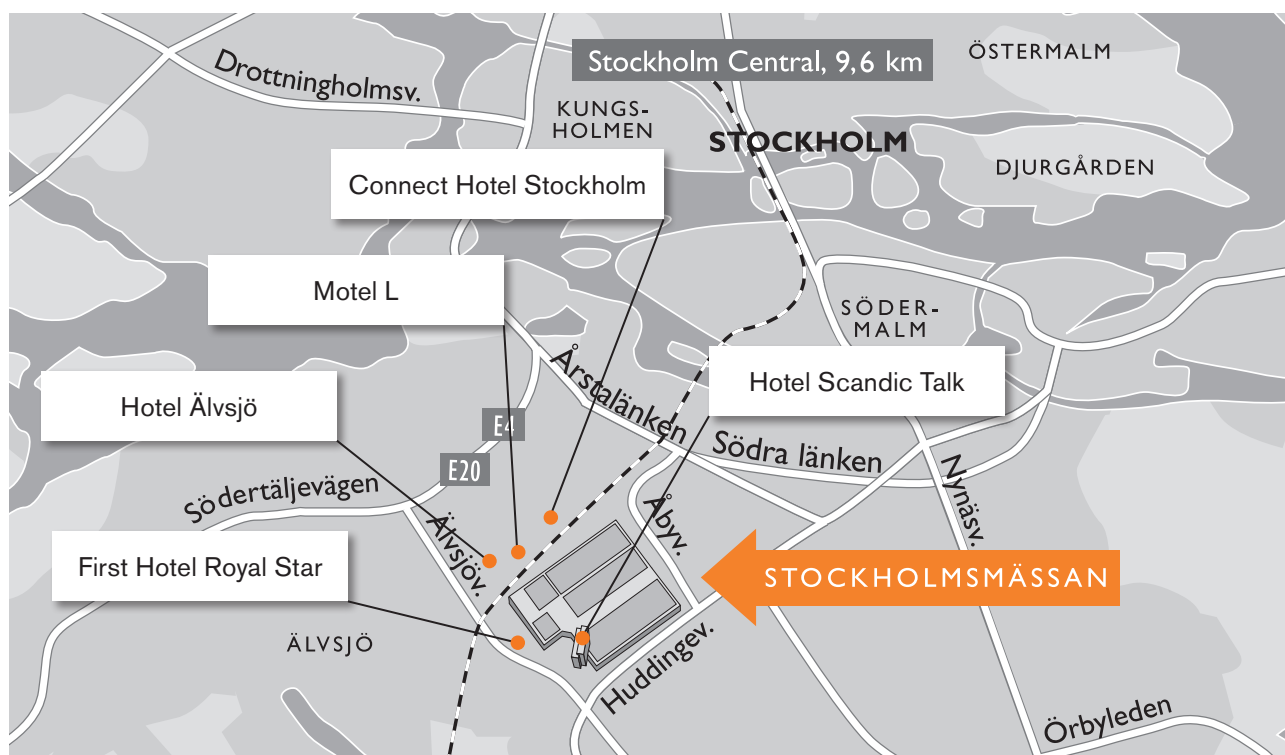 ÖSTERMALM
Stockholm Central, 9,6 km
Drottningholmsv.
KUNGS-
HOLMEN
STOCKHOLM
DJURGÅRDEN
Connect Hotel Stockholm
Motel L
SÖDER-
MALM
Årstalänken
Hotel Scandic Talk
Hotel Älvsjö
E4
E20
Södra länken
Södertäljevägen
Nynäsv.
Åbyv.
Älvsjöv.
First Hotel Royal Star
STOCKHOLMSMÄSSAN
ÄLVSJÖ
Huddingev.
Örbyleden